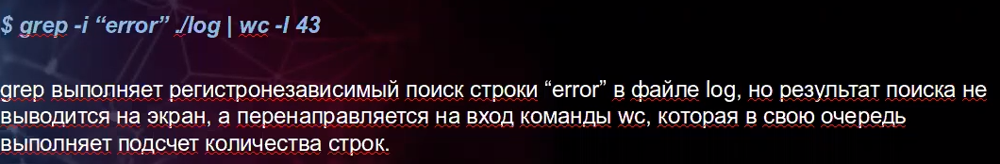 $ grep -i “error” ./log | wc -l 43
grep выполняет регистронезависимый поиск строки “error” в файле log, но результат поиска не
выводится на экран, а перенаправляется на вход команды wc, которая в свою очередь
выполняет подсчет количества строк.